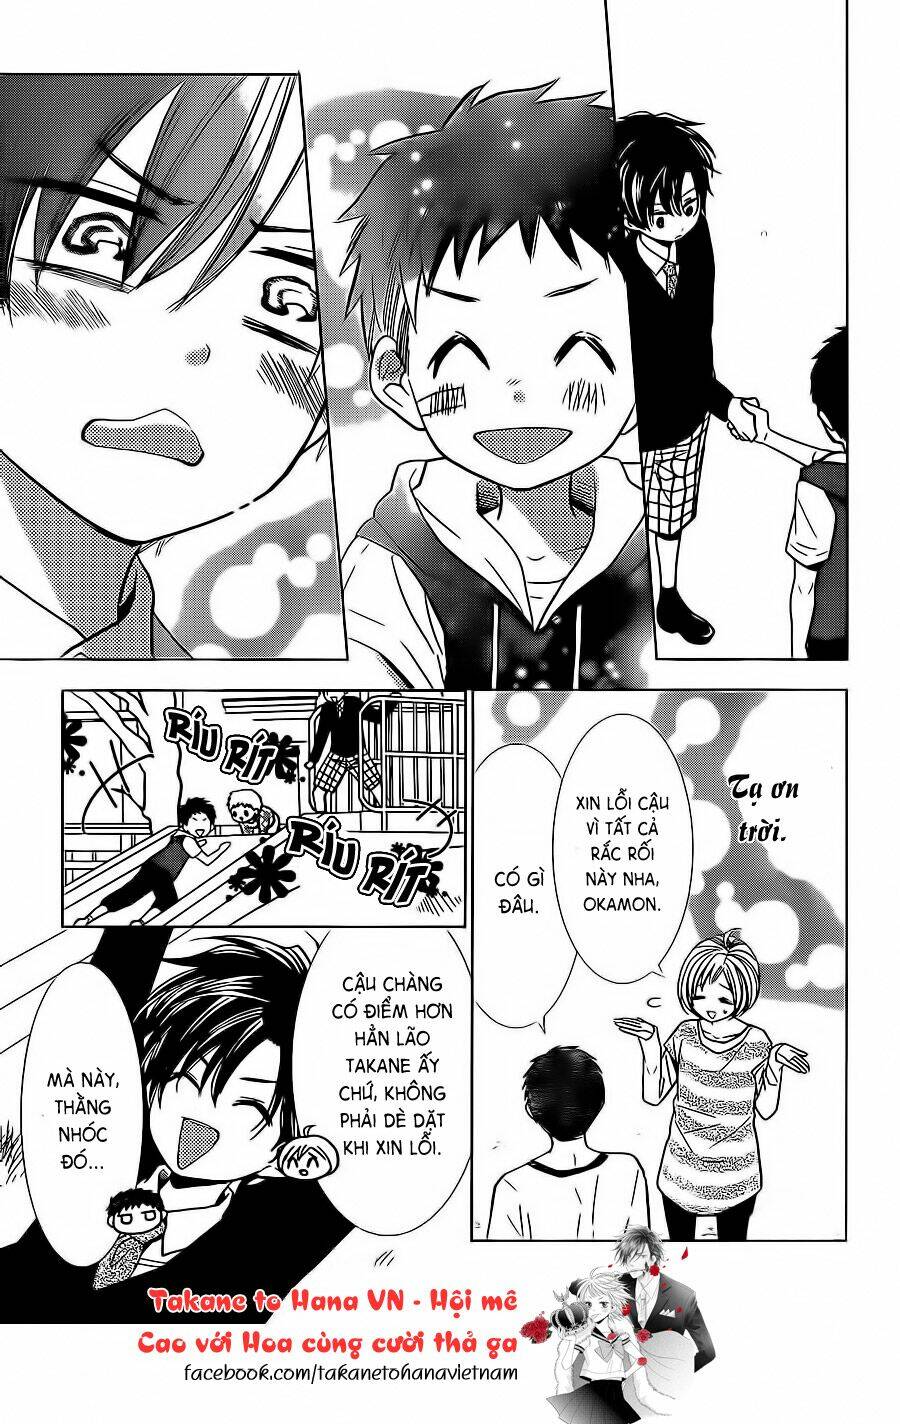 RÍU RÍT
RÍU RÍT
Tạ ơn
trời.
XIN LỖI CẬU
VÌ TẤT CẢ
RẮC RỐI
NÀY NHA,
OKAMON.
CÓ GÌ
ĐÂU.
CẬU CHÀNG
CÓ ĐIỂM HƠN
HẲN LÃO
TAKANE ẤY
CHỨ, KHÔNG
PHẢI DÈ DẶT
KHI XIN LỖI.
MÀ NÀY,
THẰNG
NHÓC
ĐÓ...
Takane to Hana VN - Hội mê
Cao với Hoa cùng cười thả ga
facebook.com/takanetohanavietnam